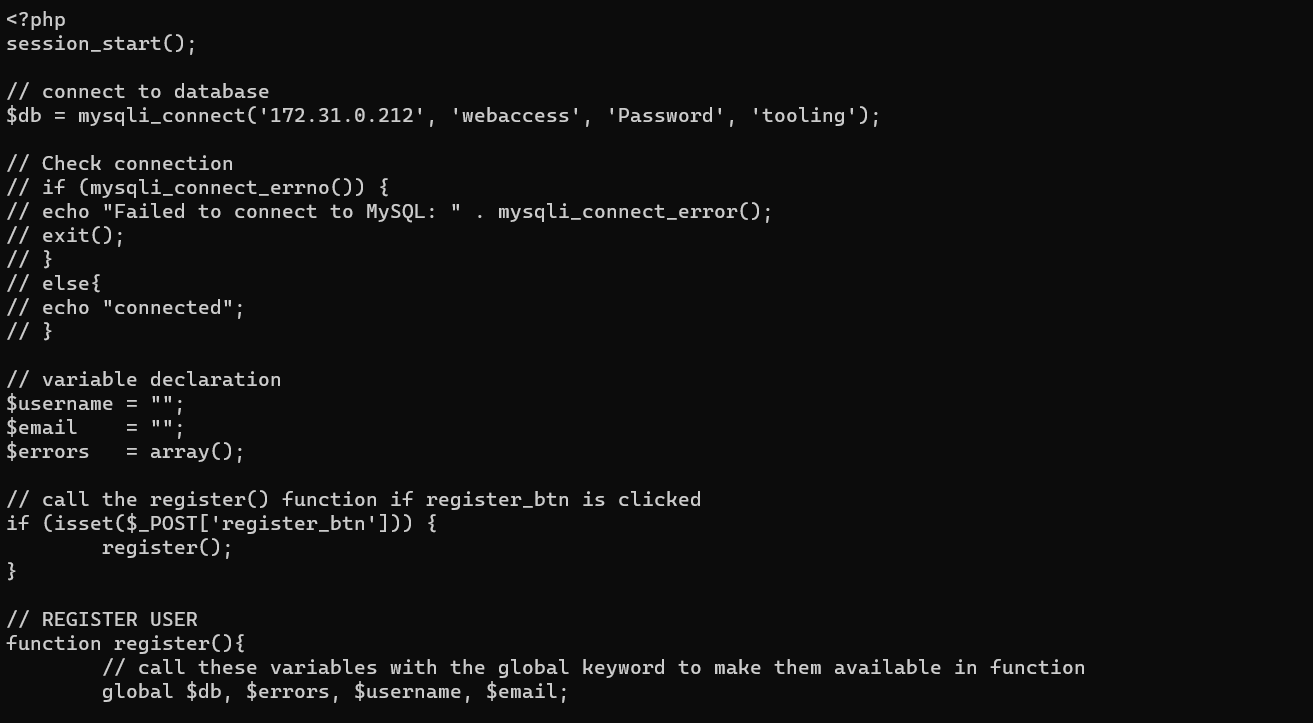 <?php
session_start();
// connect to database
$db = mysqli_connect('172.31.0.212', 'webaccess', 'Password', 'tooling');
// Check connection
// if (mysqli_connect_errno()) {
// echo "Failed to connect to MySQL: " . mysqli_connect_error();
// exit();
// }
// else{
// echo "connected";
// }
// variable declaration
$username = "";
$email    = "";
$errors   = array();
// call the register() function if register_btn is clicked
if (isset($_POST['register_btn'])) {
        register();
}
// REGISTER USER
function register(){
        // call these variables with the global keyword to make them available in function
        global $db, $errors, $username, $email;